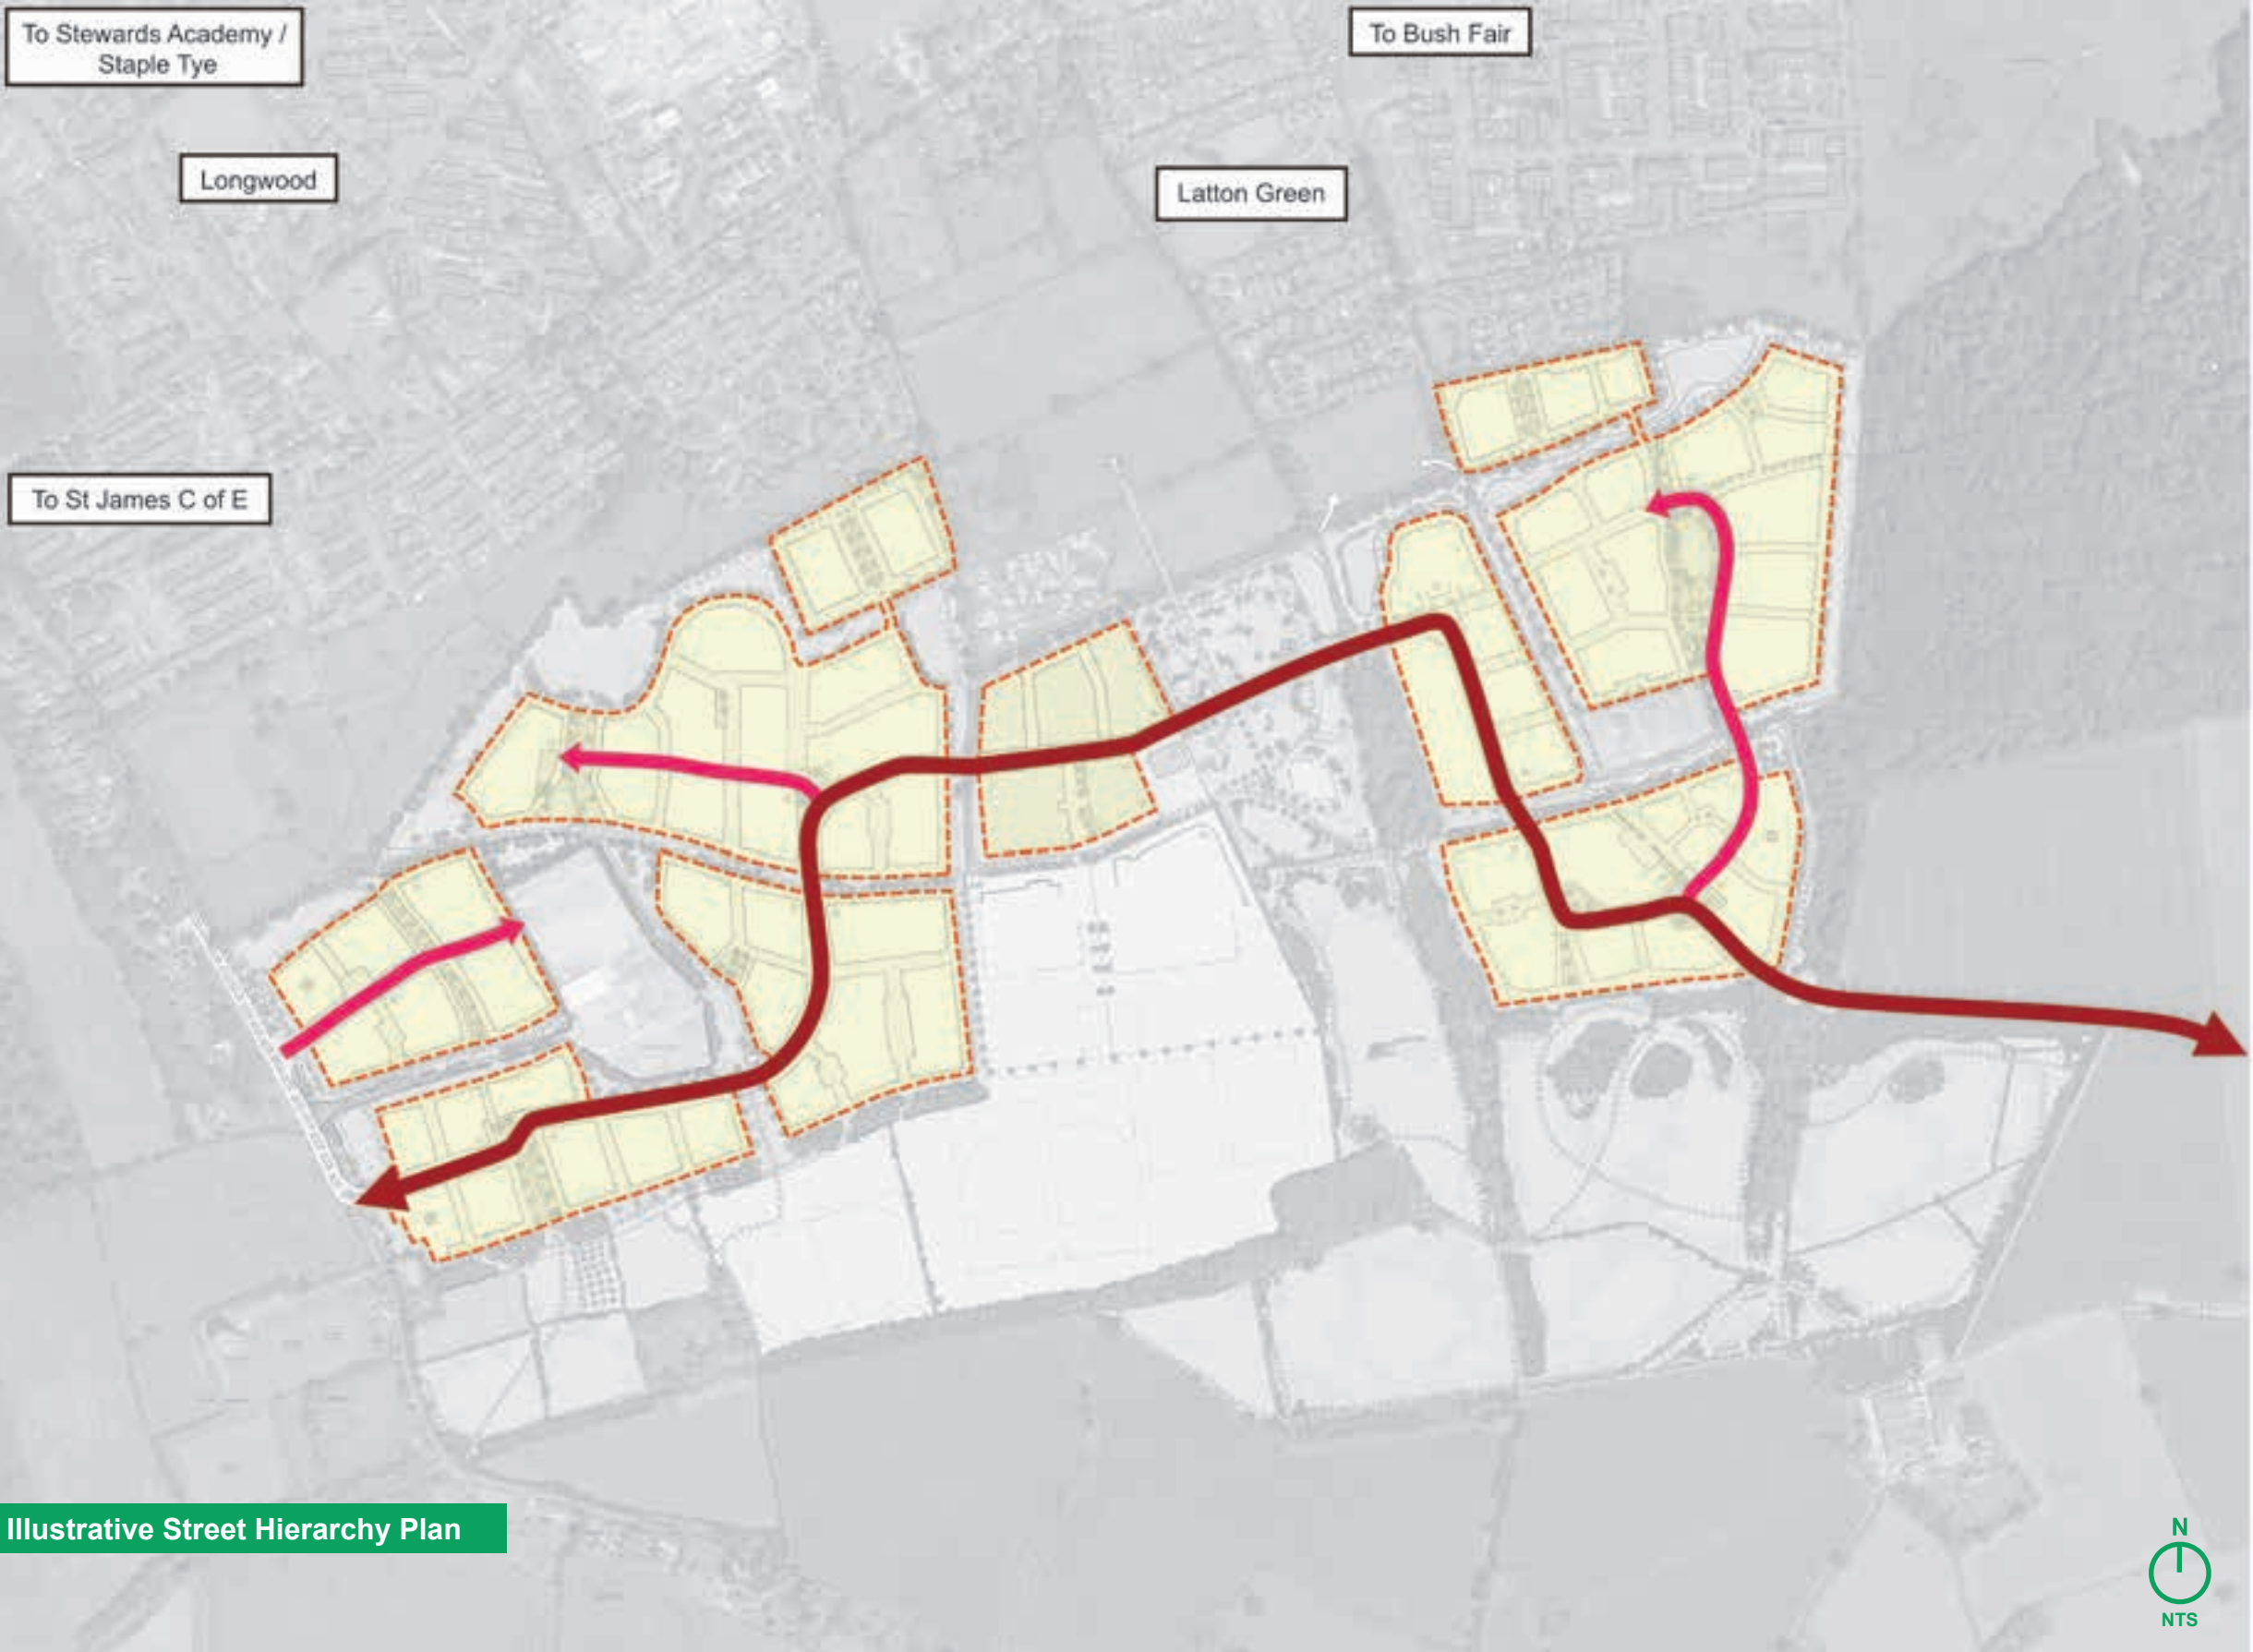 To Stewards Academy /
Staple Tye
To Bush Fair
Longwood
Latton Green
To St James C of E
Illustrative Street Hierarchy Plan
N
NTS